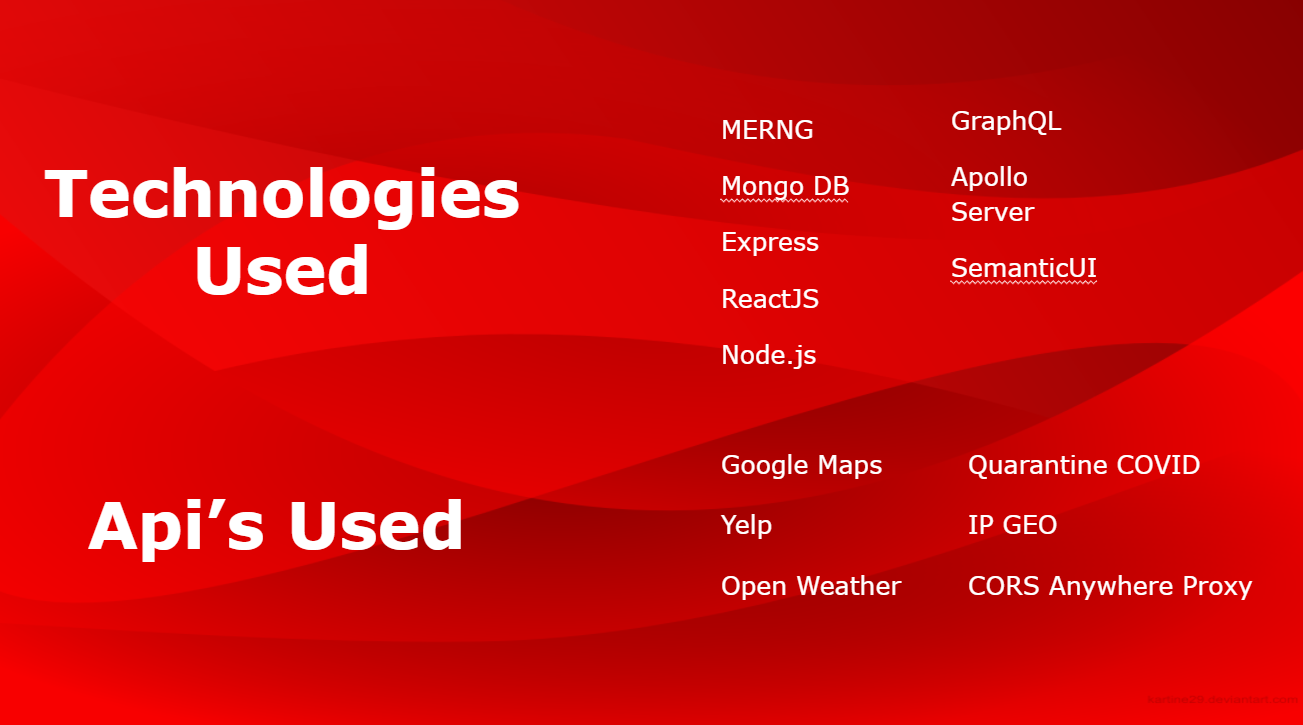 Technologies
Used
MERNG
Mongo DB
Express
ReactJS
Node.js
GraphQL
Apollo
Server
SemanticUI
Api’s Used
Google Maps
Yelp
Open Weather
Quarantine COVID
IP GEO
CORS Anywhere Proxy